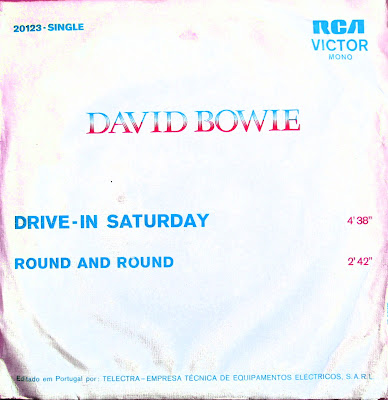 20123-SINGLE
RCA
VICTOR
MONO
DAVID BOWIE
DRIVE-IN SATURDAY 4'38"
ROUND AND ROUND 2'42"
Editado em Portugal por: TELECTRA-EMPRESA TÉCNICA DE EQUIPAMENTOS ELÉCTRICOS, S.A.R.L.